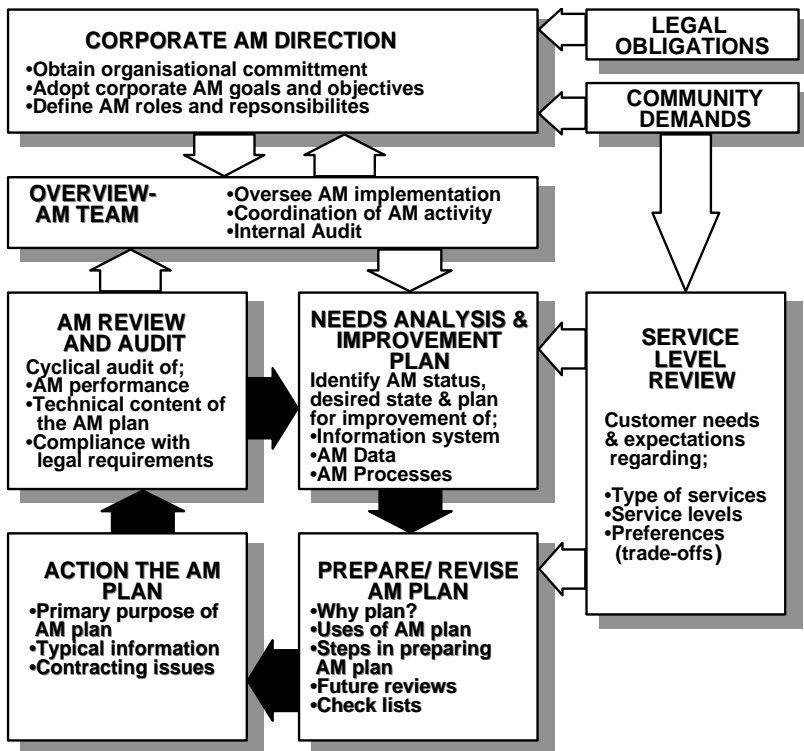 CORPORATE AM DIRECTION
•Obtain organisational committment
•Adopt corporate AM goals and objectives
•Define AM roles and repsonsibilites
LEGAL
OBLIGATIONS
COMMUNITY
DEMANDS
OVERVIEW-
AM TEAM
•Oversee AM implementation
•Coordination of AM activity
•Internal Audit
AM REVIEW
AND AUDIT
Cyclical audit of;
•AM performance
•Technical content of
the AM plan
•Compliance with
legal requirements
NEEDS ANALYSIS &
IMPROVEMENT
PLAN
Identify AM status,
desired state & plan
for improvement of;
•Information system
•AM Data
•AM Processes
SERVICE
LEVEL
REVIEW
Customer needs
& expectations
regarding;
•Type of services
•Service levels
•Preferences
(trade-offs)
ACTION THE AM
PLAN
•Primary purpose of
AM plan
•Typical information
•Contracting issues
PREPARE/ REVISE
AM PLAN
•Why plan?
•Uses of AM plan
•Steps in preparing
AM plan
•Future reviews
•Check lists